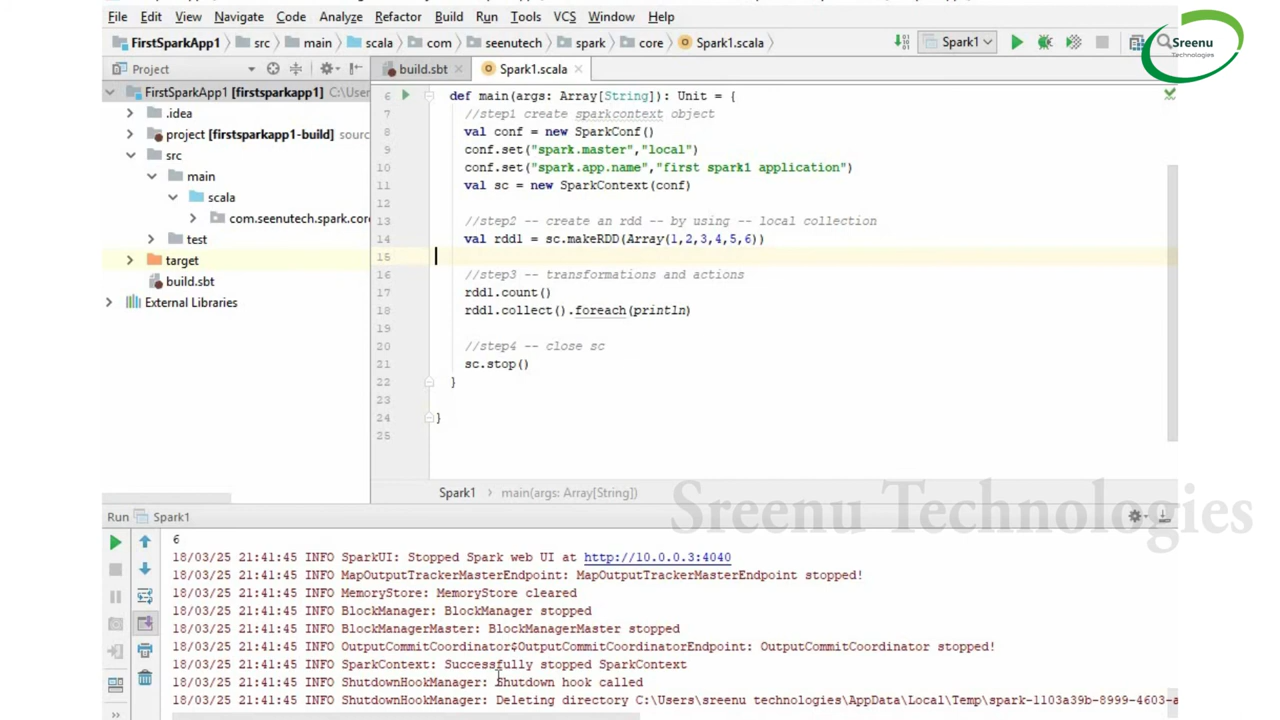 File Edit View Navigate Code Analyze Refactor Build Run Tools VCS Window Help
FirstSparkApp1 src main scala com seenutech spark core Spark1.scala Spark1
Sreenu
Technologies
Project build.sbt Spark1.scala
FirstSparkApp1 [firstsparkapp1] C:\User
.idea
project [firstsparkapp1-build] sourc
src
main
scala
com.seenutech.spark.core
test
target
build.sbt
External Libraries
6 def main(args: Array[String]): Unit = {
7 //step1 create sparkcontext object
8 val conf = new SparkConf()
9 conf.set("spark.master","local")
10 conf.set("spark.app.name","first spark1 application")
11 val sc = new SparkContext(conf)
12
13 //step2 -- create an rdd -- by using -- local collection
14 val rdd1 = sc.makeRDD(Array(1,2,3,4,5,6))
15
16 //step3 -- transformations and actions
17 rdd1.count()
18 rdd1.collect().foreach(println)
19
20 //step4 -- close sc
21 sc.stop()
22 }
23
24 }
25
Spark1 main(args: Array[String])
Sreenu Technologies
Run Spark1
6
18/03/25 21:41:45 INFO SparkUI: Stopped Spark web UI at http://10.0.0.3:4040
18/03/25 21:41:45 INFO MapOutputTrackerMasterEndpoint: MapOutputTrackerMasterEndpoint stopped!
18/03/25 21:41:45 INFO MemoryStore: MemoryStore cleared
18/03/25 21:41:45 INFO BlockManager: BlockManager stopped
18/03/25 21:41:45 INFO BlockManagerMaster: BlockManagerMaster stopped
18/03/25 21:41:45 INFO OutputCommitCoordinator$OutputCommitCoordinatorEndpoint: OutputCommitCoordinator stopped!
18/03/25 21:41:45 INFO SparkContext: Successfully stopped SparkContext
18/03/25 21:41:45 INFO ShutdownHookManager: Shutdown hook called
18/03/25 21:41:45 INFO ShutdownHookManager: Deleting directory C:\Users\sreenu technologies\AppData\Local\Temp\spark-1103a39b-8999-4603-a